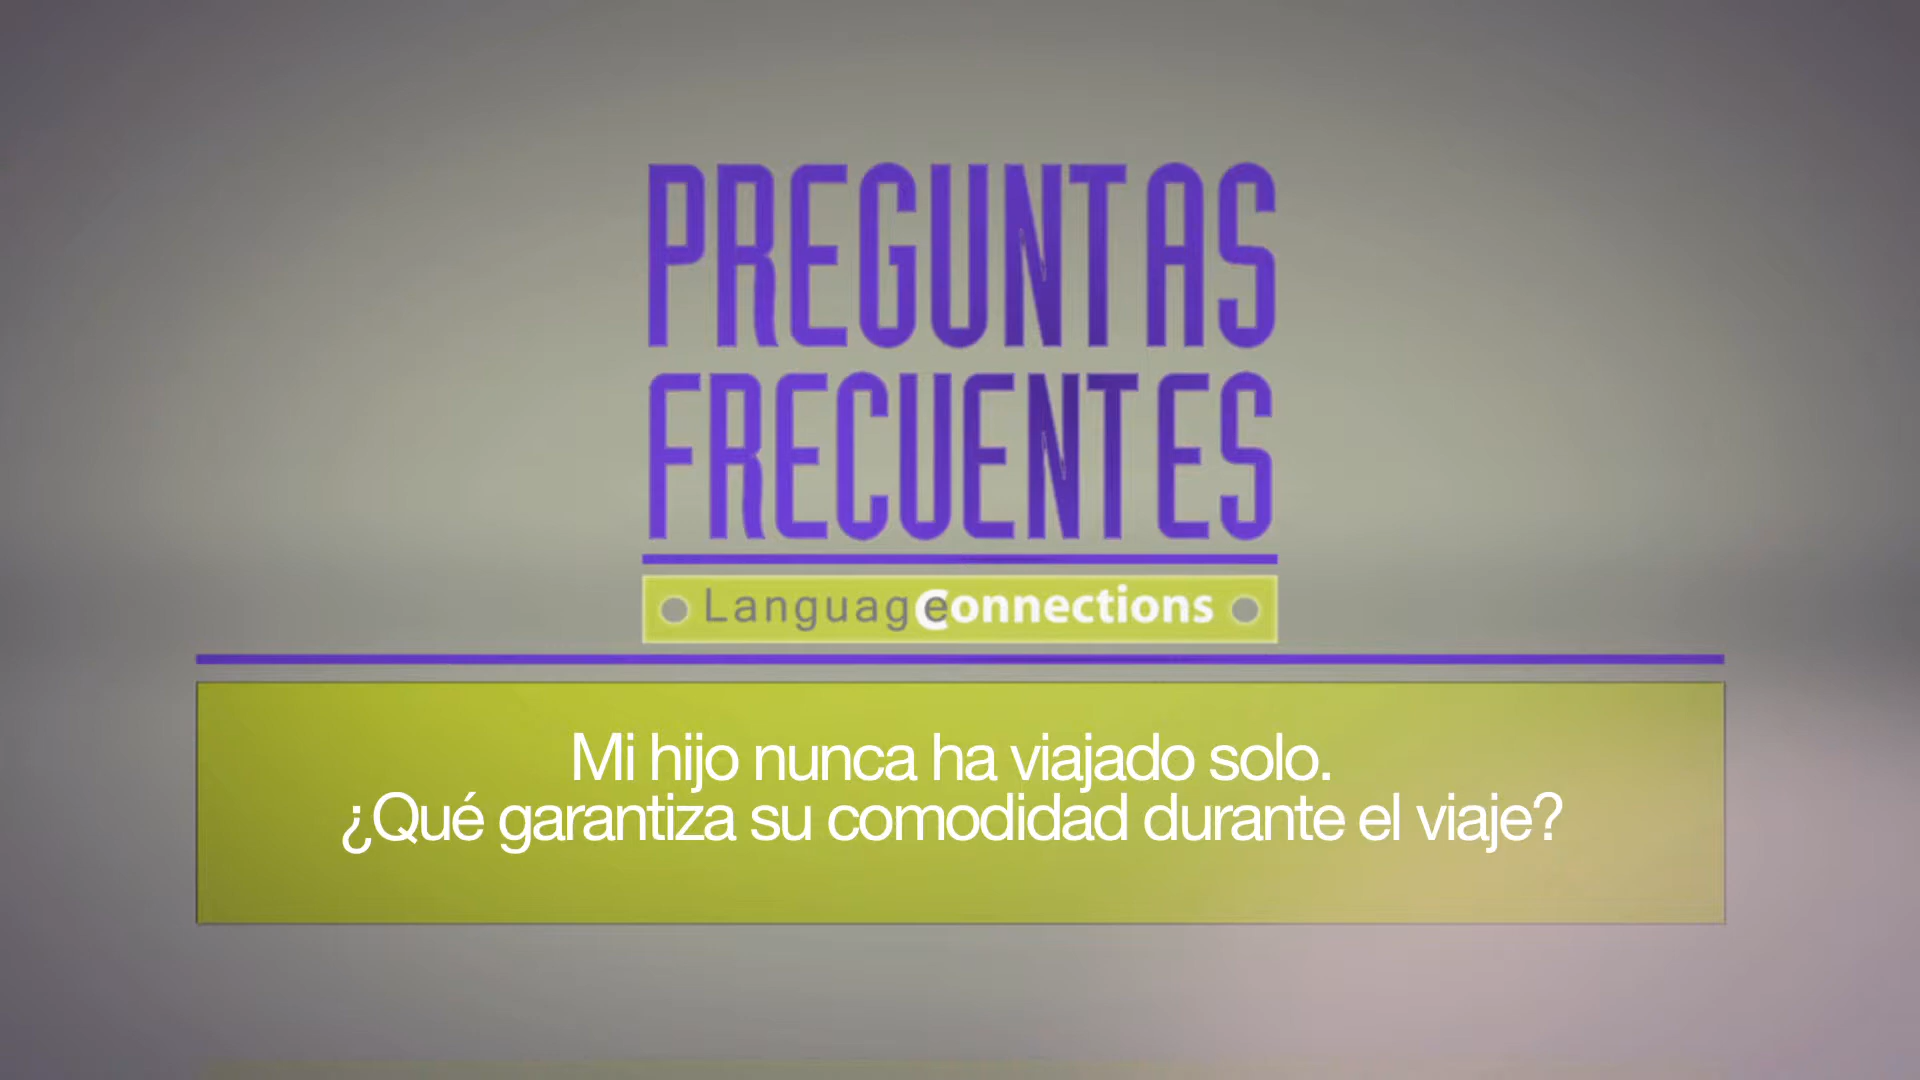 PREGUNTAS
FRECUENTES
LanguageConnections
Mi hijo nunca ha viajado solo.
¿Qué garantiza su comodidad durante el viaje?